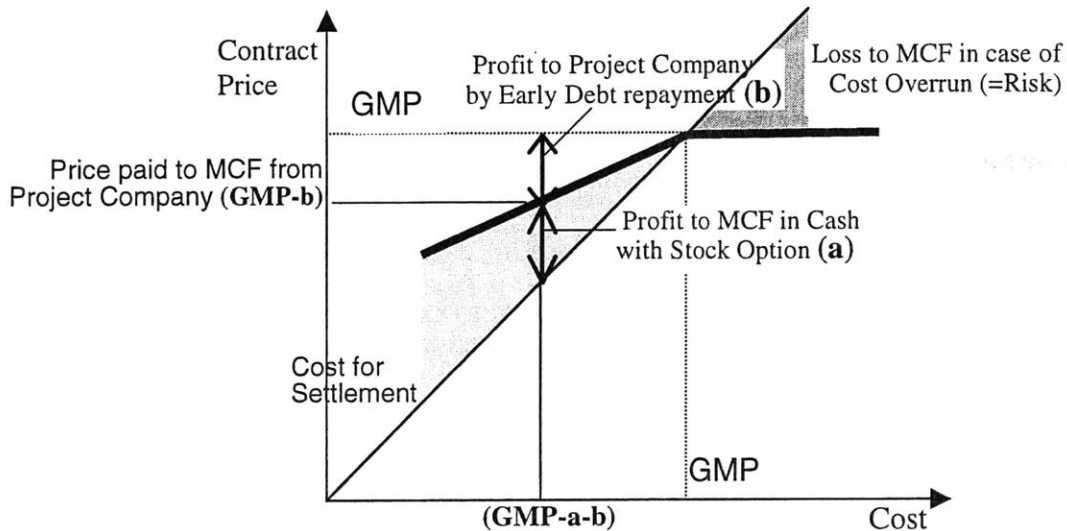 Contract
Price
GMP
Profit to Project Company
by Early Debt repayment (b)
Loss to MCF in case of
Cost Overrun (=Risk)
Price paid to MCF from
Project Company (GMP-b)
Profit to MCF in Cash
with Stock Option (a)
Cost for
Settlement
GMP
(GMP-a-b)
Cost